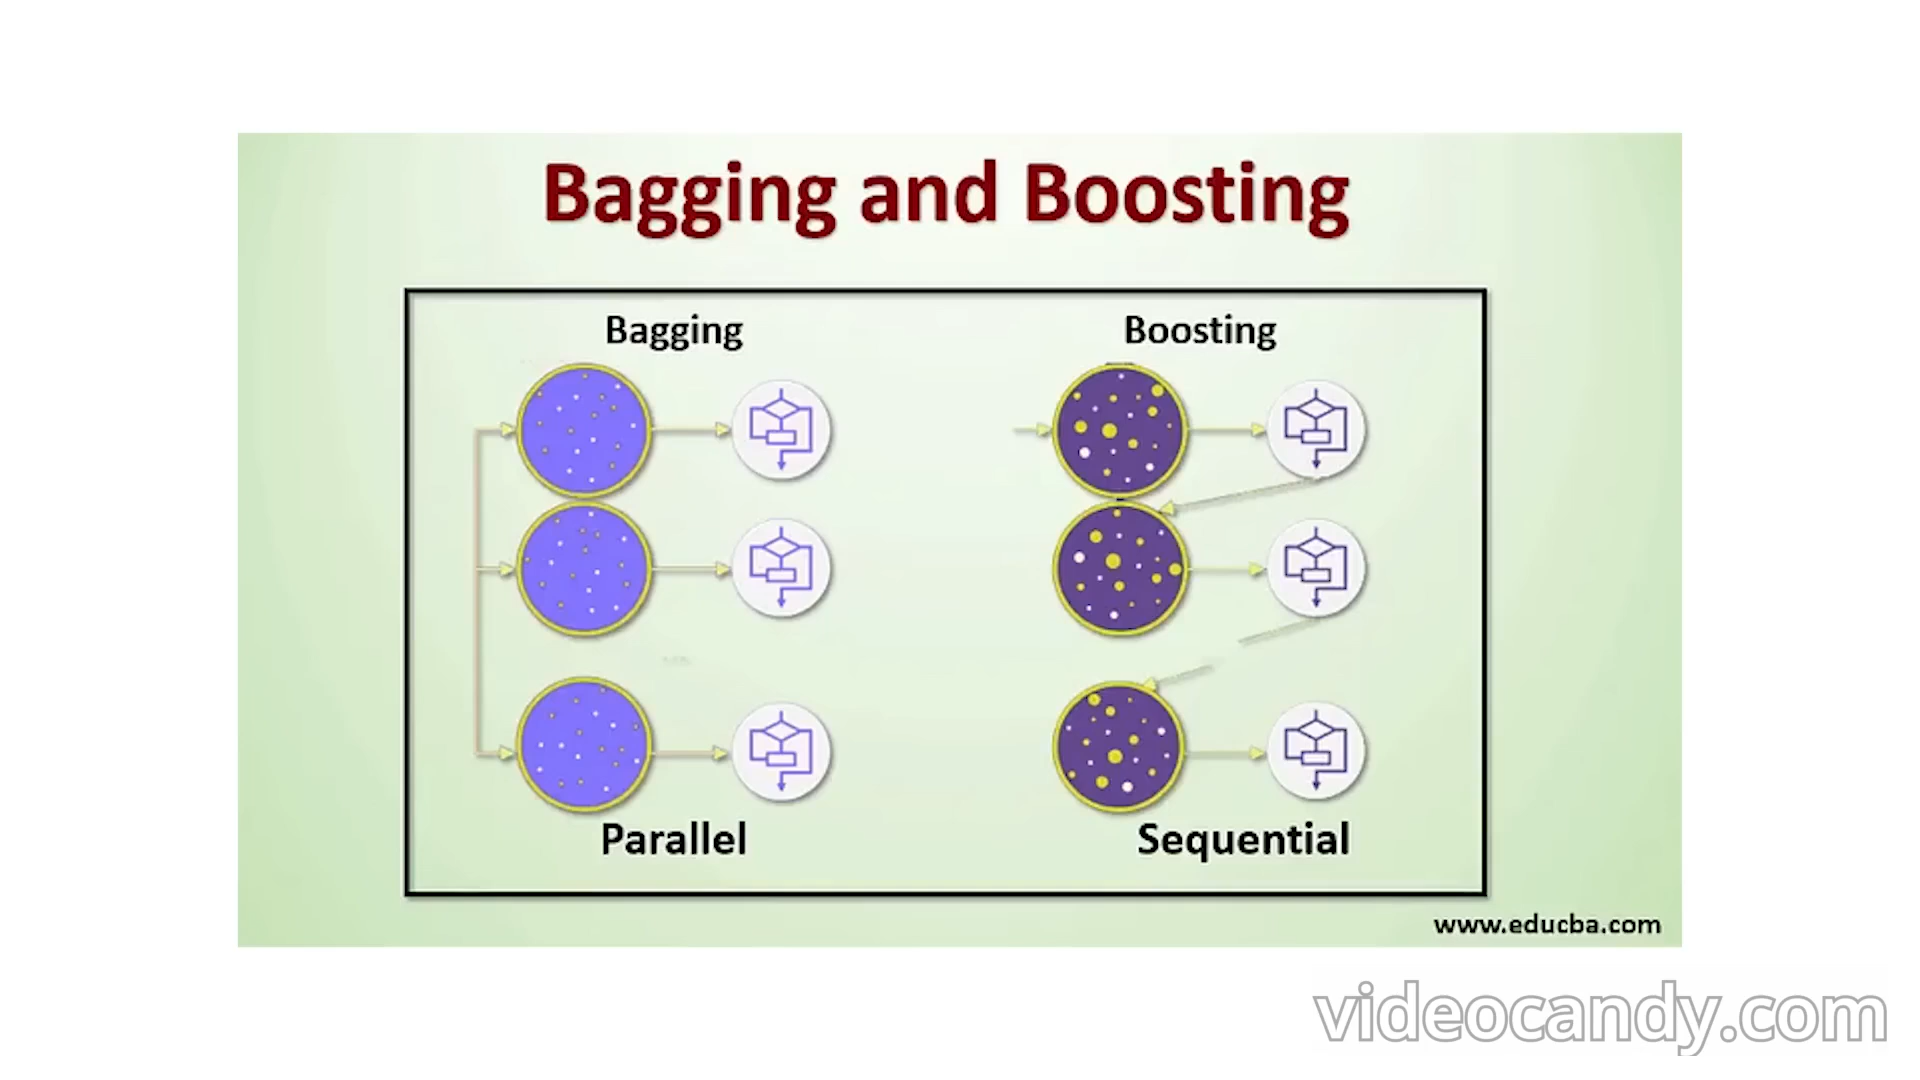 Bagging and Boosting
Bagging
Boosting
Parallel
Sequential
www.educba.com
videocandy.com